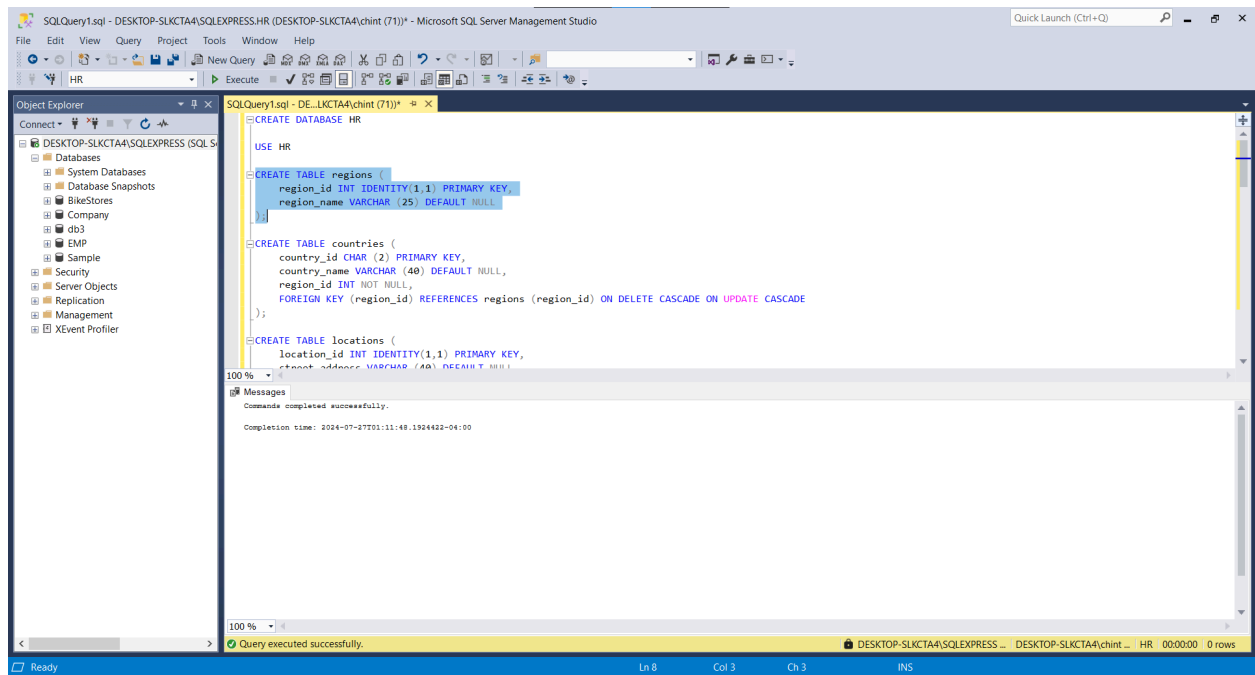 SQLQuery1.sql - DESKTOP-SLKCTA4\SQLEXPRESS.HR (DESKTOP-SLKCTA4\chint (71))* - Microsoft SQL Server Management Studio
Quick Launch (Ctrl+Q)
File Edit View Query Project Tools Window Help
New Query
HR
Execute
Object Explorer
Connect
DESKTOP-SLKCTA4\SQLEXPRESS (SQL S
Databases
System Databases
Database Snapshots
BikeStores
Company
db3
EMP
Sample
Security
Server Objects
Replication
Management
XEvent Profiler
SQLQuery1.sql - DE...LKCTA4\chint (71))*
CREATE DATABASE HR
USE HR
CREATE TABLE regions (
region_id INT IDENTITY(1,1) PRIMARY KEY,
region_name VARCHAR (25) DEFAULT NULL
);
CREATE TABLE countries (
country_id CHAR (2) PRIMARY KEY,
country_name VARCHAR (40) DEFAULT NULL,
region_id INT NOT NULL,
FOREIGN KEY (region_id) REFERENCES regions (region_id) ON DELETE CASCADE ON UPDATE CASCADE
);
CREATE TABLE locations (
location_id INT IDENTITY(1,1) PRIMARY KEY,
street_address VARCHAR (40) DEFAULT NULL
100 %
Messages
Commands completed successfully.
Completion time: 2024-07-27T01:11:48.1924422-04:00
100 %
Query executed successfully.
DESKTOP-SLKCTA4\SQLEXPRESS ... DESKTOP-SLKCTA4\chint ... HR 00:00:00 0 rows
Ready
Ln 8 Col 3 Ch 3 INS